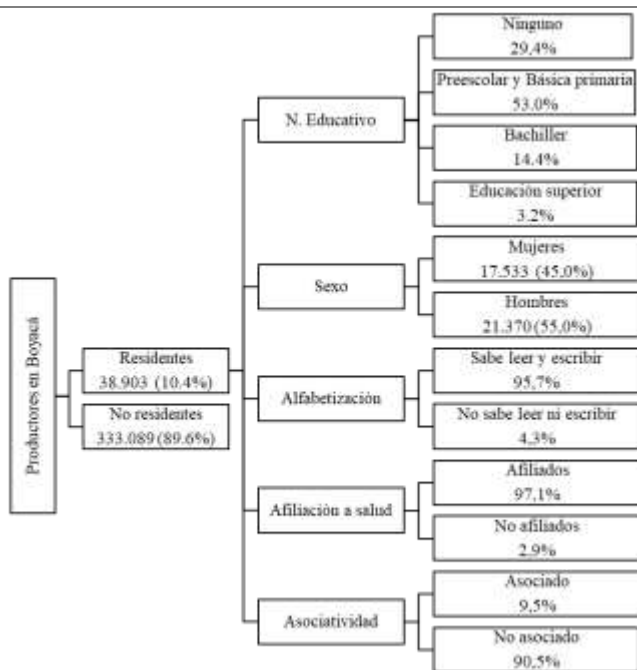 Productores en Boyacá
Residentes
38.903 (10.4%)
No residentes
333.089 (89.6%)
N. Educativo
Ninguno
29,4%
Preescolar y Básica primaria
53.0%
Bachiller
14.4%
Educación superior
3.2%
Sexo
Mujeres
17.533 (45.0%)
Hombres
21.370 (55.0%)
Alfabetización
Sabe leer y escribir
95,7%
No sabe leer ni escribir
4.3%
Afiliación a salud
Afiliados
97,1%
No afiliados
2.9%
Asociatividad
Asociado
9,5%
No asociado
90,5%